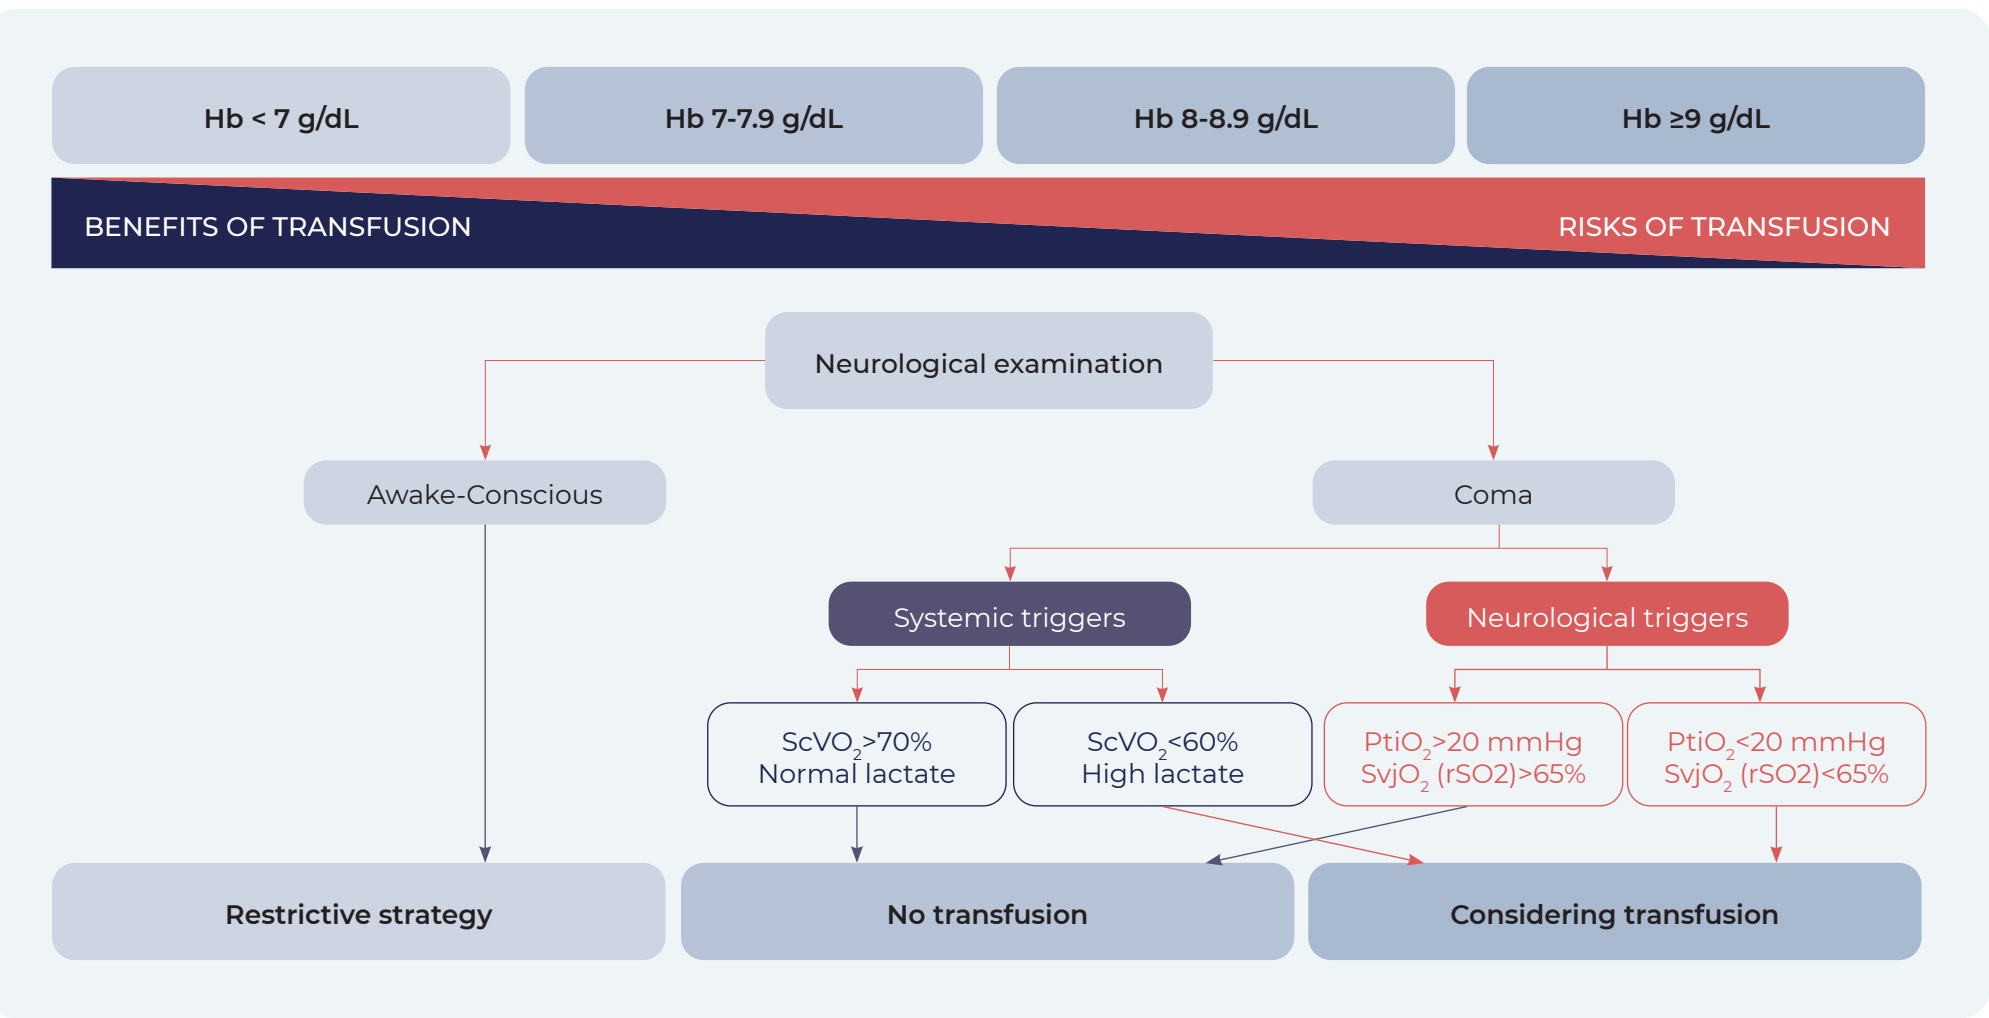 Hb < 7 g/dL
Hb 7-7.9 g/dL
Hb 8-8.9 g/dL
Hb ≥9 g/dL
BENEFITS OF TRANSFUSION
RISKS OF TRANSFUSION
Neurological examination
Awake-Conscious
Coma
Systemic triggers
Neurological triggers
ScVO₂>70%
Normal lactate
ScVO₂<60%
High lactate
PtiO₂>20 mmHg
SvjO₂ (rSO2)>65%
PtiO₂<20 mmHg
SvjO₂ (rSO2)<65%
Restrictive strategy
No transfusion
Considering transfusion